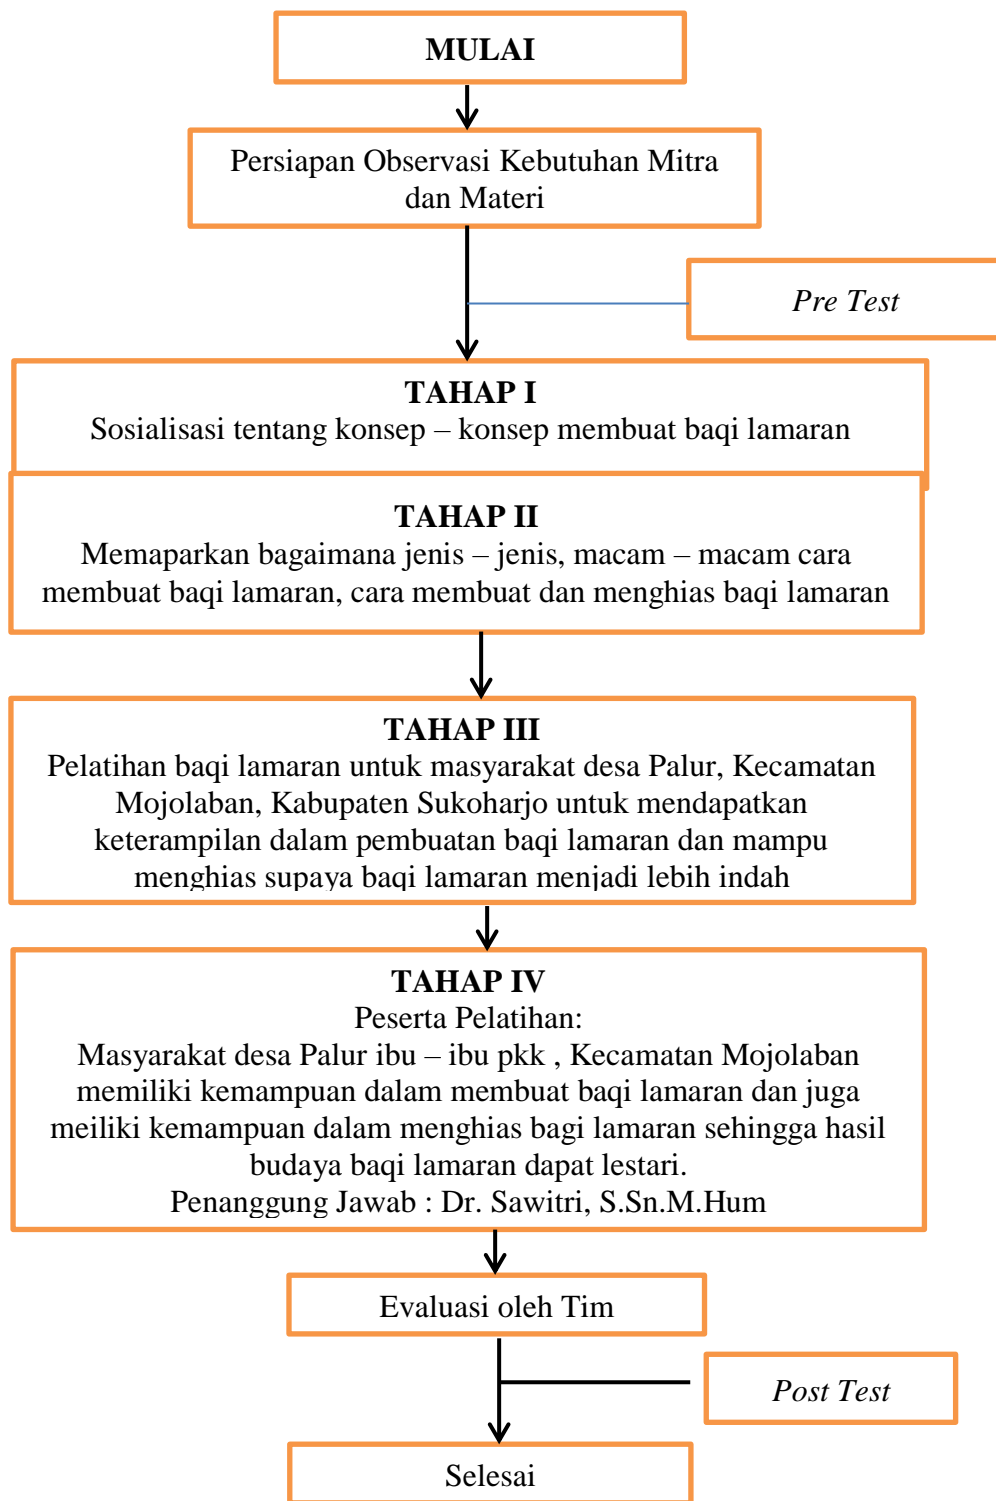 MULAI
Persiapan Observasi Kebutuhan Mitra
dan Materi
Pre Test
TAHAP I
Sosialisasi tentang konsep – konsep membuat baqi lamaran
TAHAP II
Memaparkan bagaimana jenis – jenis, macam – macam cara
membuat baqi lamaran, cara membuat dan menghias baqi lamaran
TAHAP III
Pelatihan baqi lamaran untuk masyarakat desa Palur, Kecamatan
Mojolaban, Kabupaten Sukoharjo untuk mendapatkan
keterampilan dalam pembuatan baqi lamaran dan mampu
menghias supaya baqi lamaran menjadi lebih indah
TAHAP IV
Peserta Pelatihan:
Masyarakat desa Palur ibu – ibu pkk , Kecamatan Mojolaban
memiliki kemampuan dalam membuat baqi lamaran dan juga
meiliki kemampuan dalam menghias bagi lamaran sehingga hasil
budaya baqi lamaran dapat lestari.
Penanggung Jawab : Dr. Sawitri, S.Sn.M.Hum
Evaluasi oleh Tim
Post Test
Selesai